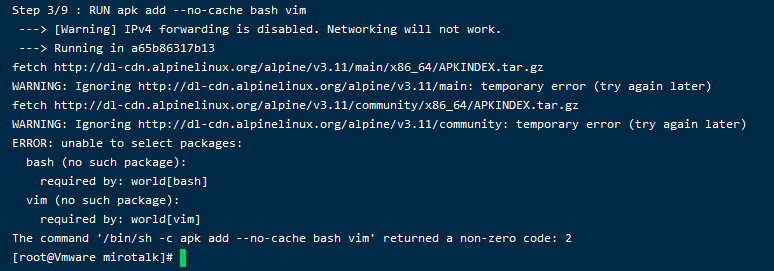 Step 3/9 : RUN apk add --no-cache bash vim
 ---> [Warning] IPv4 forwarding is disabled. Networking will not work.
 ---> Running in a65b86317b13
fetch http://dl-cdn.alpinelinux.org/alpine/v3.11/main/x86_64/APKINDEX.tar.gz
WARNING: Ignoring http://dl-cdn.alpinelinux.org/alpine/v3.11/main: temporary error (try again later)
fetch http://dl-cdn.alpinelinux.org/alpine/v3.11/community/x86_64/APKINDEX.tar.gz
WARNING: Ignoring http://dl-cdn.alpinelinux.org/alpine/v3.11/community: temporary error (try again later)
ERROR: unable to select packages:
  bash (no such package):
    required by: world[bash]
  vim (no such package):
    required by: world[vim]
The command '/bin/sh -c apk add --no-cache bash vim' returned a non-zero code: 2
[root@Vmware mirotalk]#